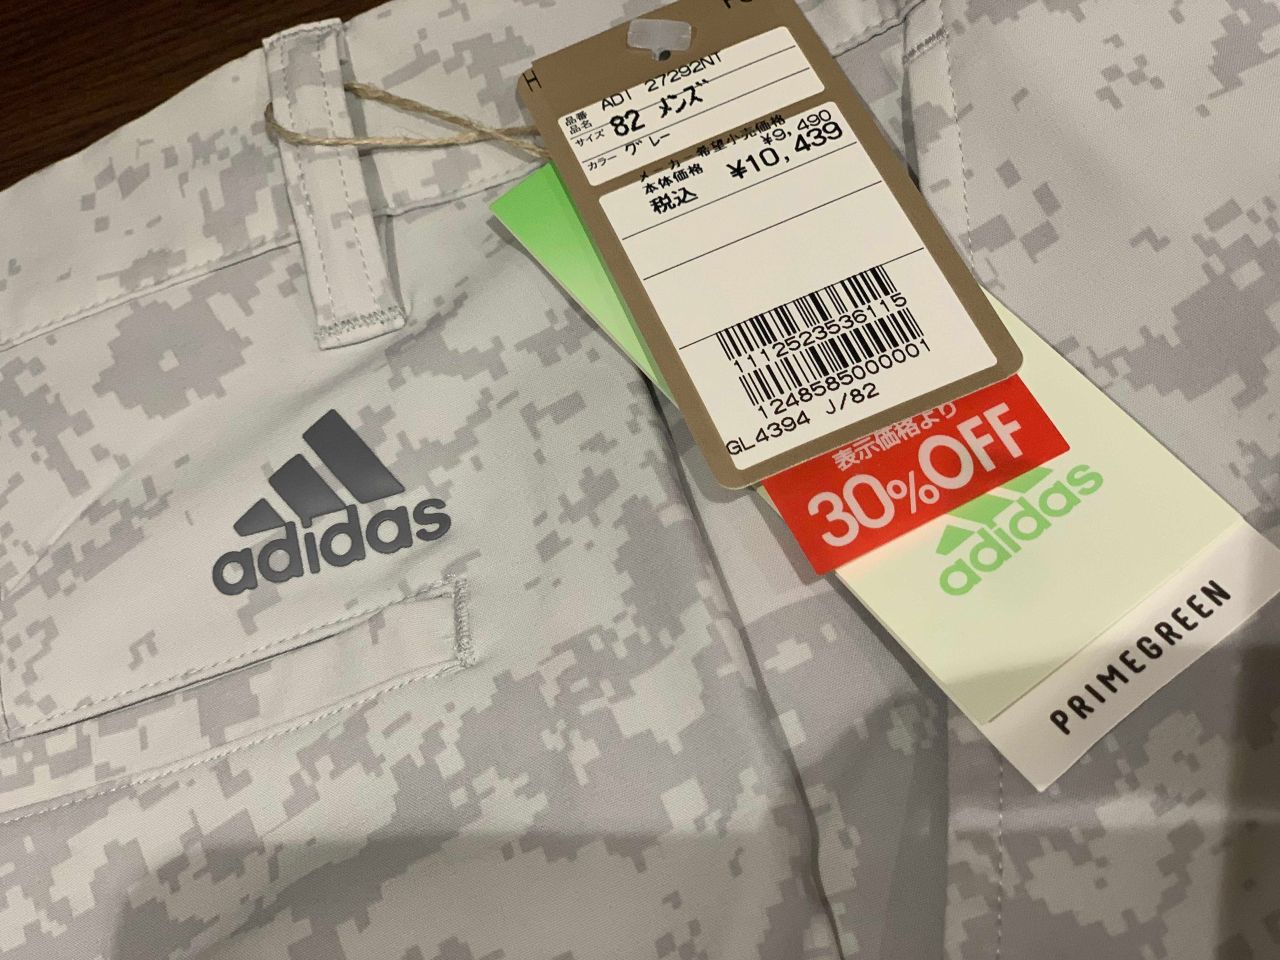 品番 ADI 27292NT
品名
サイズ 82 メンズ
カラー グレー
メーカー希望小売価格
本体価格 ¥9,490
税込 ¥10,439
1112523536115
1248585000001
GL4394 J/82
表示価格より
30%OFF
adidas
PRIMEGREEN
adidas